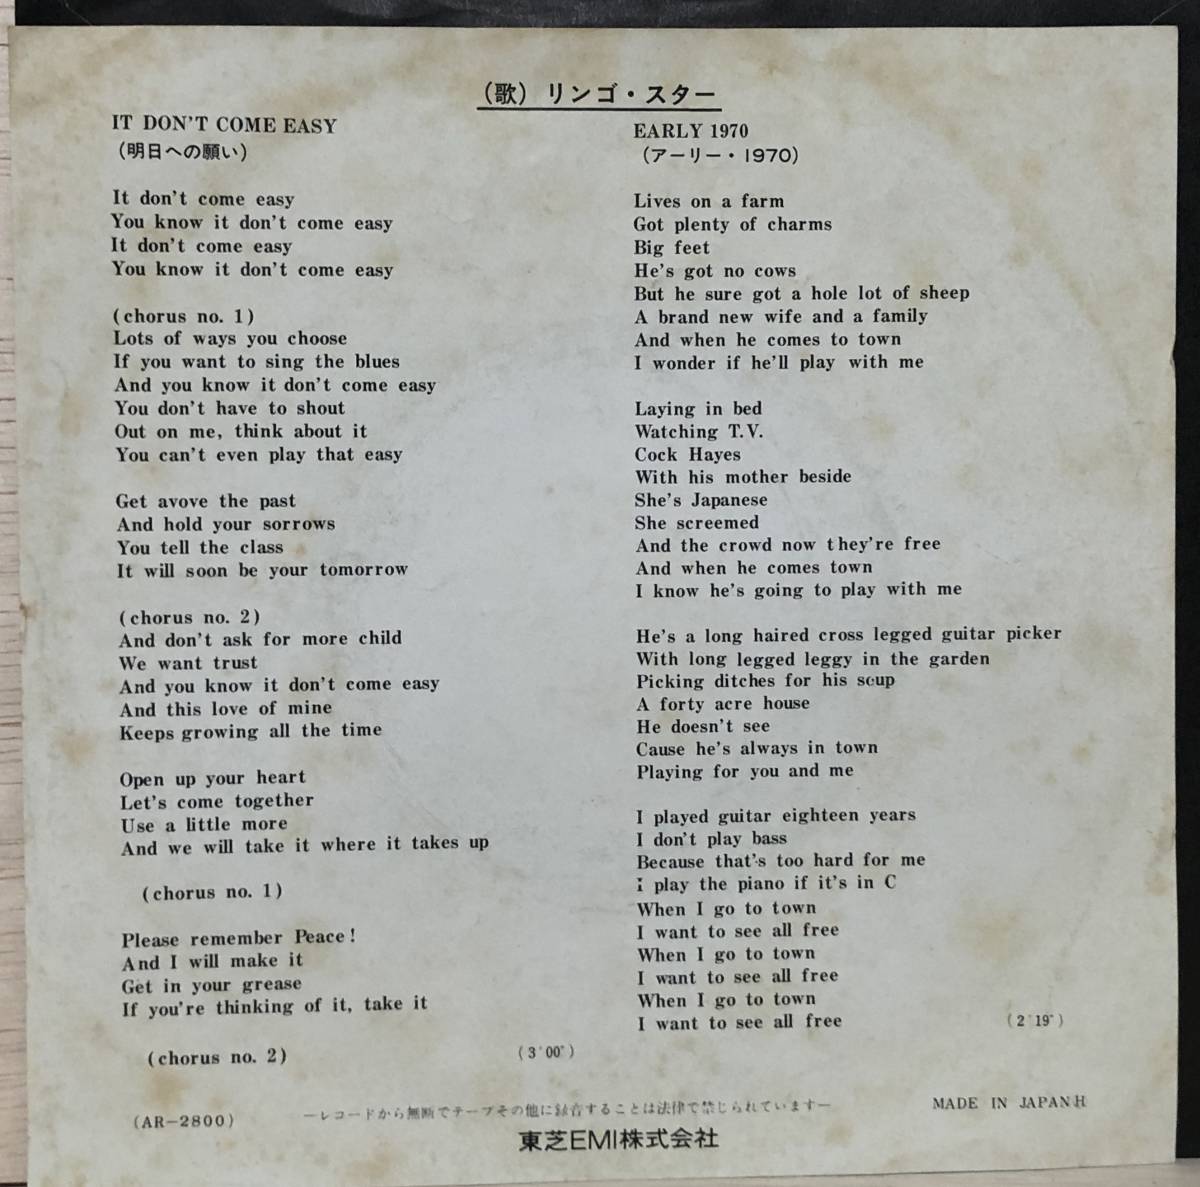 （歌）リンゴ・スター
IT DON'T COME EASY
（明日への願い）
It don't come easy
You know it don't come easy
It don't come easy
You know it don't come easy
(chorus no. 1)
Lots of ways you choose
If you want to sing the blues
And you know it don't come easy
You don't have to shout
Out on me, think about it
You can't even play that easy
Get avove the past
And hold your sorrows
You tell the class
It will soon be your tomorrow
(chorus no. 2)
And don't ask for more child
We want trust
And you know it don't come easy
And this love of mine
Keeps growing all the time
Open up your heart
Let's come together
Use a little more
And we will take it where it takes up
(chorus no. 1)
Please remember Peace!
And I will make it
Get in your grease
If you're thinking of it, take it
(chorus no. 2)
(3'00")
EARLY 1970
（アーリー・1970）
Lives on a farm
Got plenty of charms
Big feet
He's got no cows
But he sure got a hole lot of sheep
A brand new wife and a family
And when he comes to town
I wonder if he'll play with me
Laying in bed
Watching T.V.
Cock Hayes
With his mother beside
She's Japanese
She screemed
And the crowd now they're free
And when he comes town
I know he's going to play with me
He's a long haired cross legged guitar picker
With long legged leggy in the garden
Picking ditches for his soup
A forty acre house
He doesn't see
Cause he's always in town
Playing for you and me
I played guitar eighteen years
I don't play bass
Because that's too hard for me
I play the piano if it's in C
When I go to town
I want to see all free
When I go to town
I want to see all free
When I go to town
I want to see all free
(2'19")
(AR-2800)
—レコードから無断でテープその他に録音することは法律で禁じられています—
MADE IN JAPAN H
東芝EMI株式会社